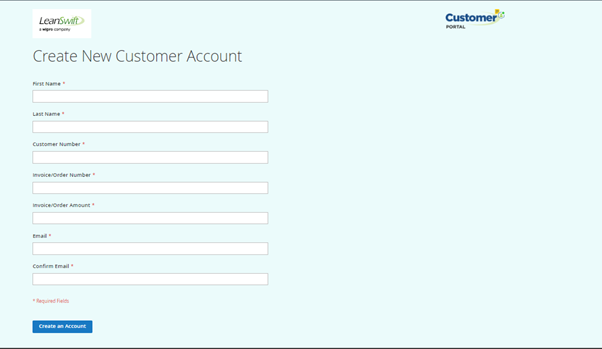 LeanSwift
a wipro company
Customer
PORTAL
Create New Customer Account
First Name *
Last Name *
Customer Number *
Invoice/Order Number *
Invoice/Order Amount *
Email *
Confirm Email *
* Required Fields
Create an Account